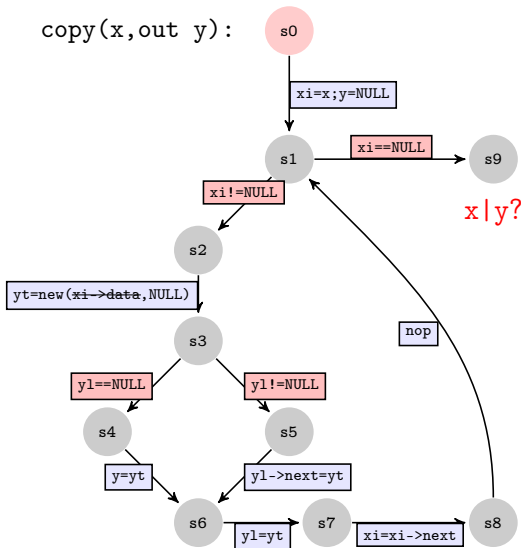 copy(x,out y):
s0
xi=x;y=NULL
s1
xi==NULL
s9
x|y?
xi!=NULL
s2
yt=new(xi->data,NULL)
s3
nop
yl==NULL
yl!=NULL
s4
s5
y=yt
yl->next=yt
s6
s7
s8
yl=yt
xi=xi->next